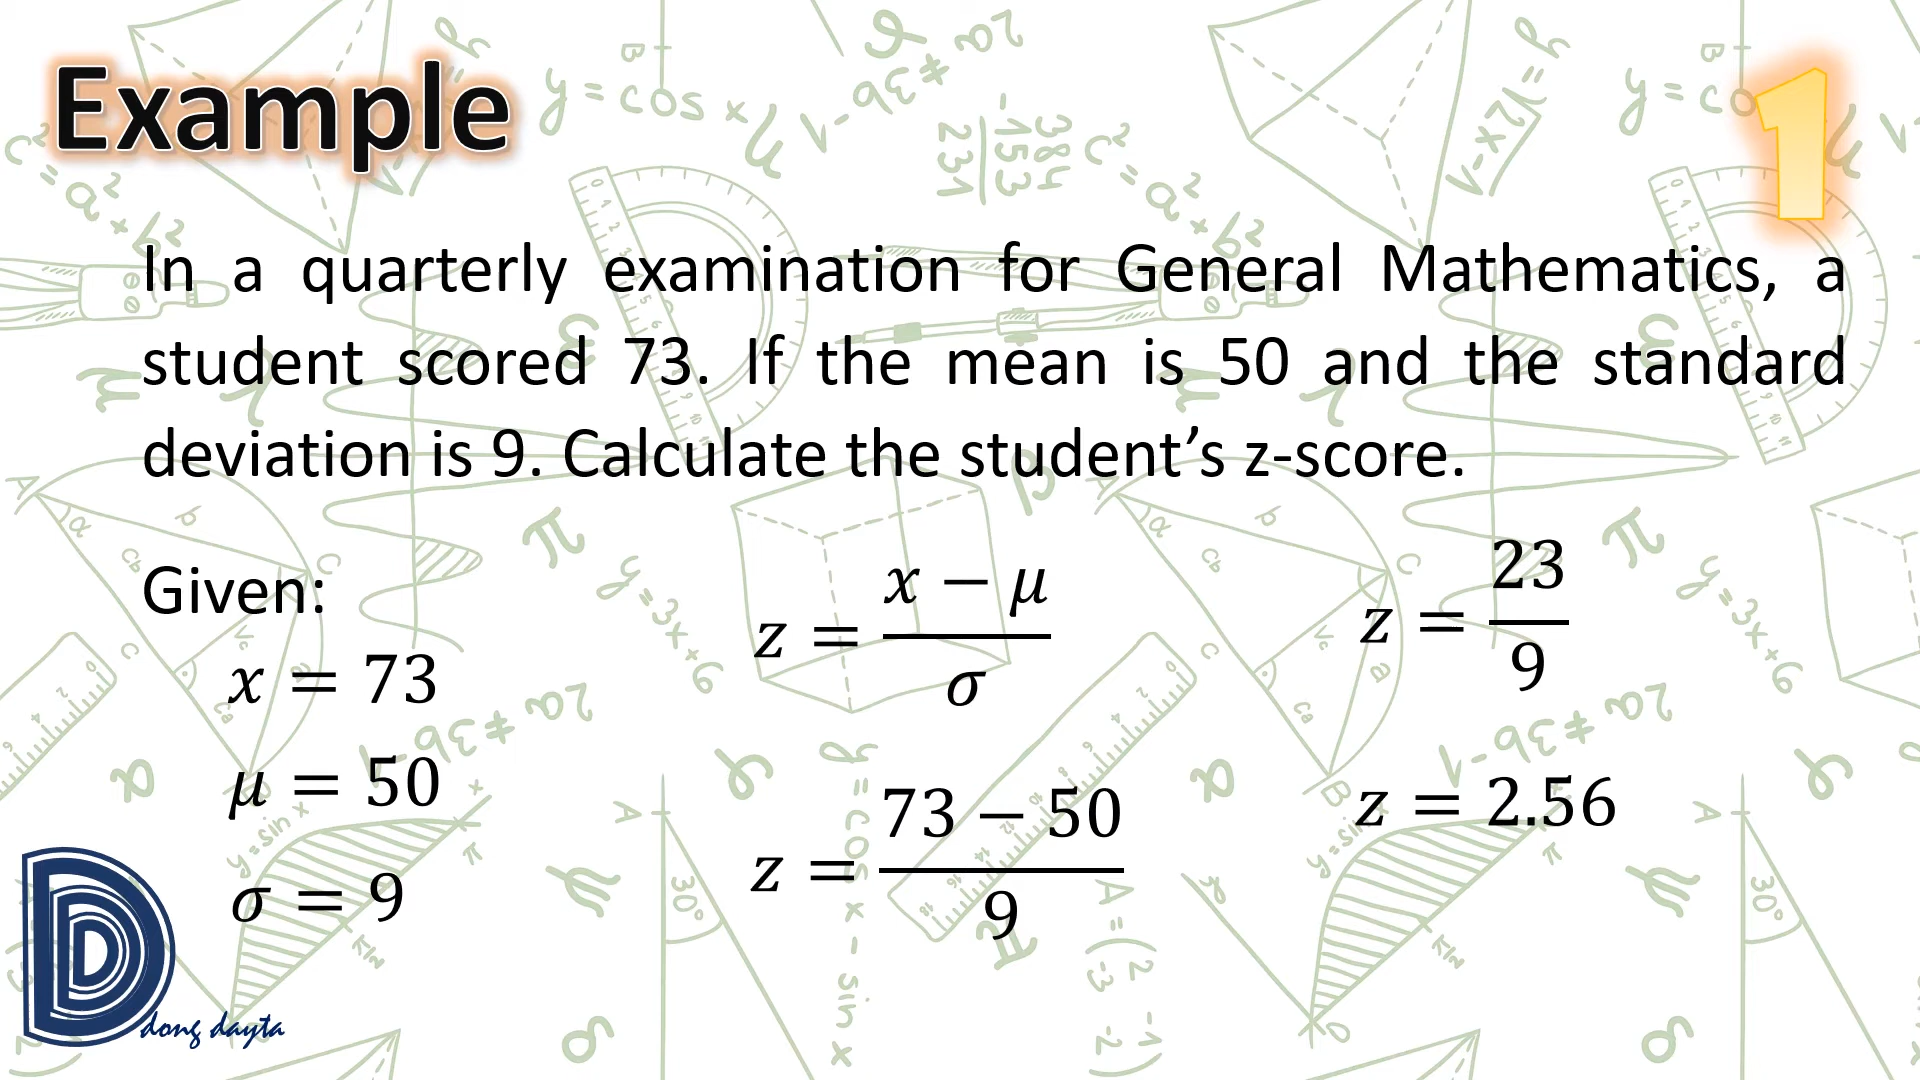 Example
1
In a quarterly examination for General Mathematics, a
student scored 73. If the mean is 50 and the standard
deviation is 9. Calculate the student’s z-score.
Given:
x = 73
μ = 50
σ = 9
z = (x − μ)/σ
z = (73 − 50)/9
z = 23/9
z = 2.56
dong dayta